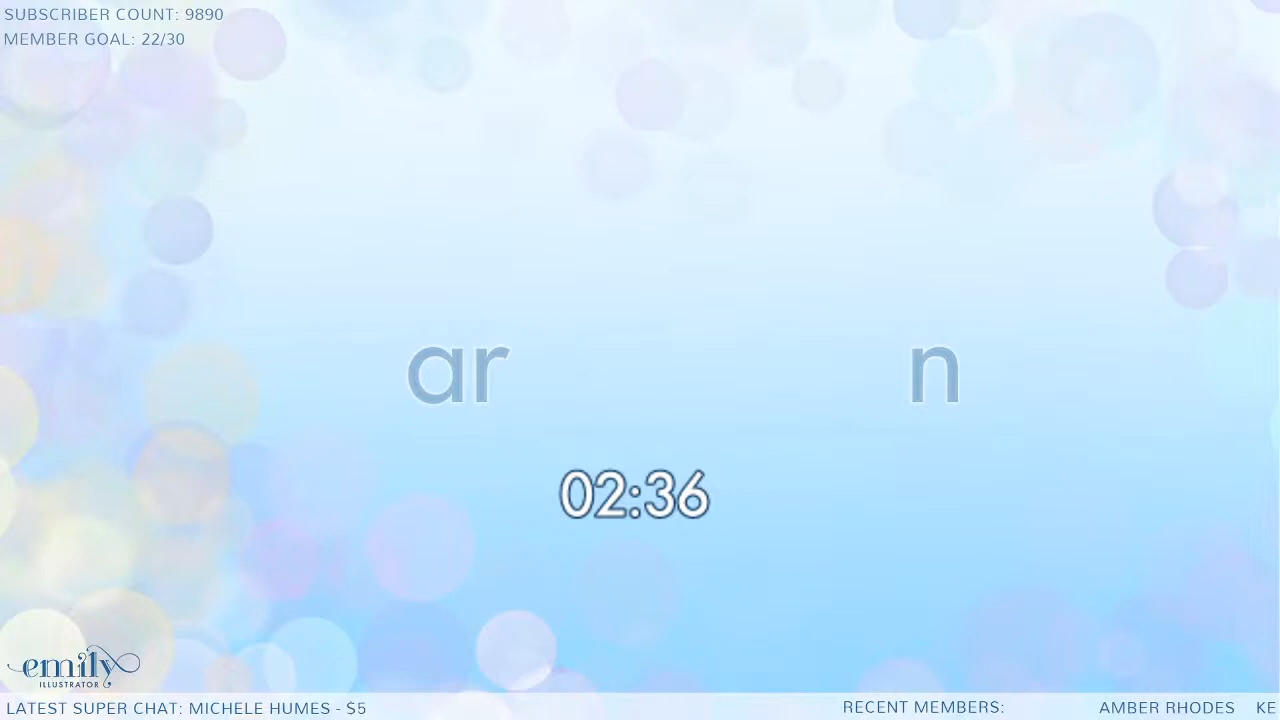 SUBSCRIBER COUNT: 9890
MEMBER GOAL: 22/30
ar n
02:36
emily
ILLUSTRATOR
LATEST SUPER CHAT: MICHELE HUMES - $5
RECENT MEMBERS: AMBER RHODES KE